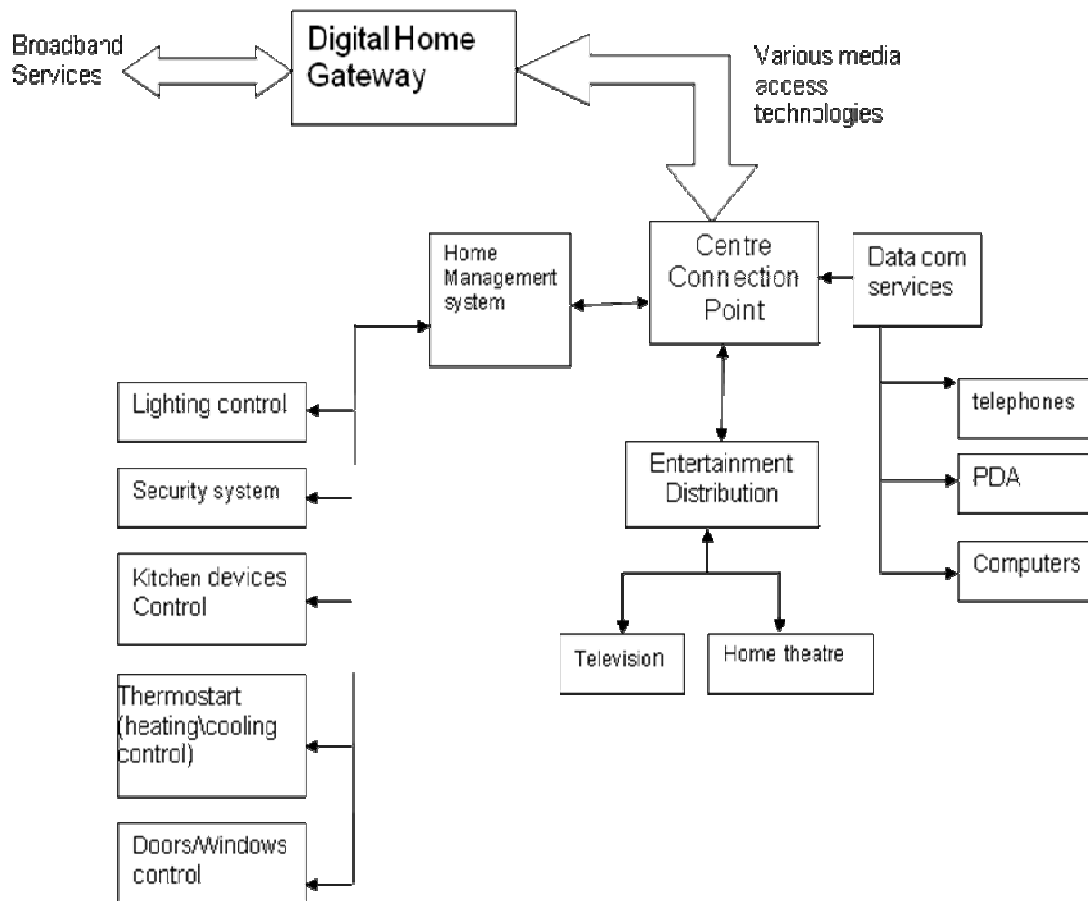 Broadband
Services
Digital Home
Gateway
Various media
access
technologies
Home
Management
system
Centre
Connection
Point
Data com
services
Lighting control
Security system
Kitchen devices
Control
Thermostart
(heating\cooling
control)
Doors/Windows
control
Entertainment
Distribution
Television
Home theatre
telephones
PDA
Computers